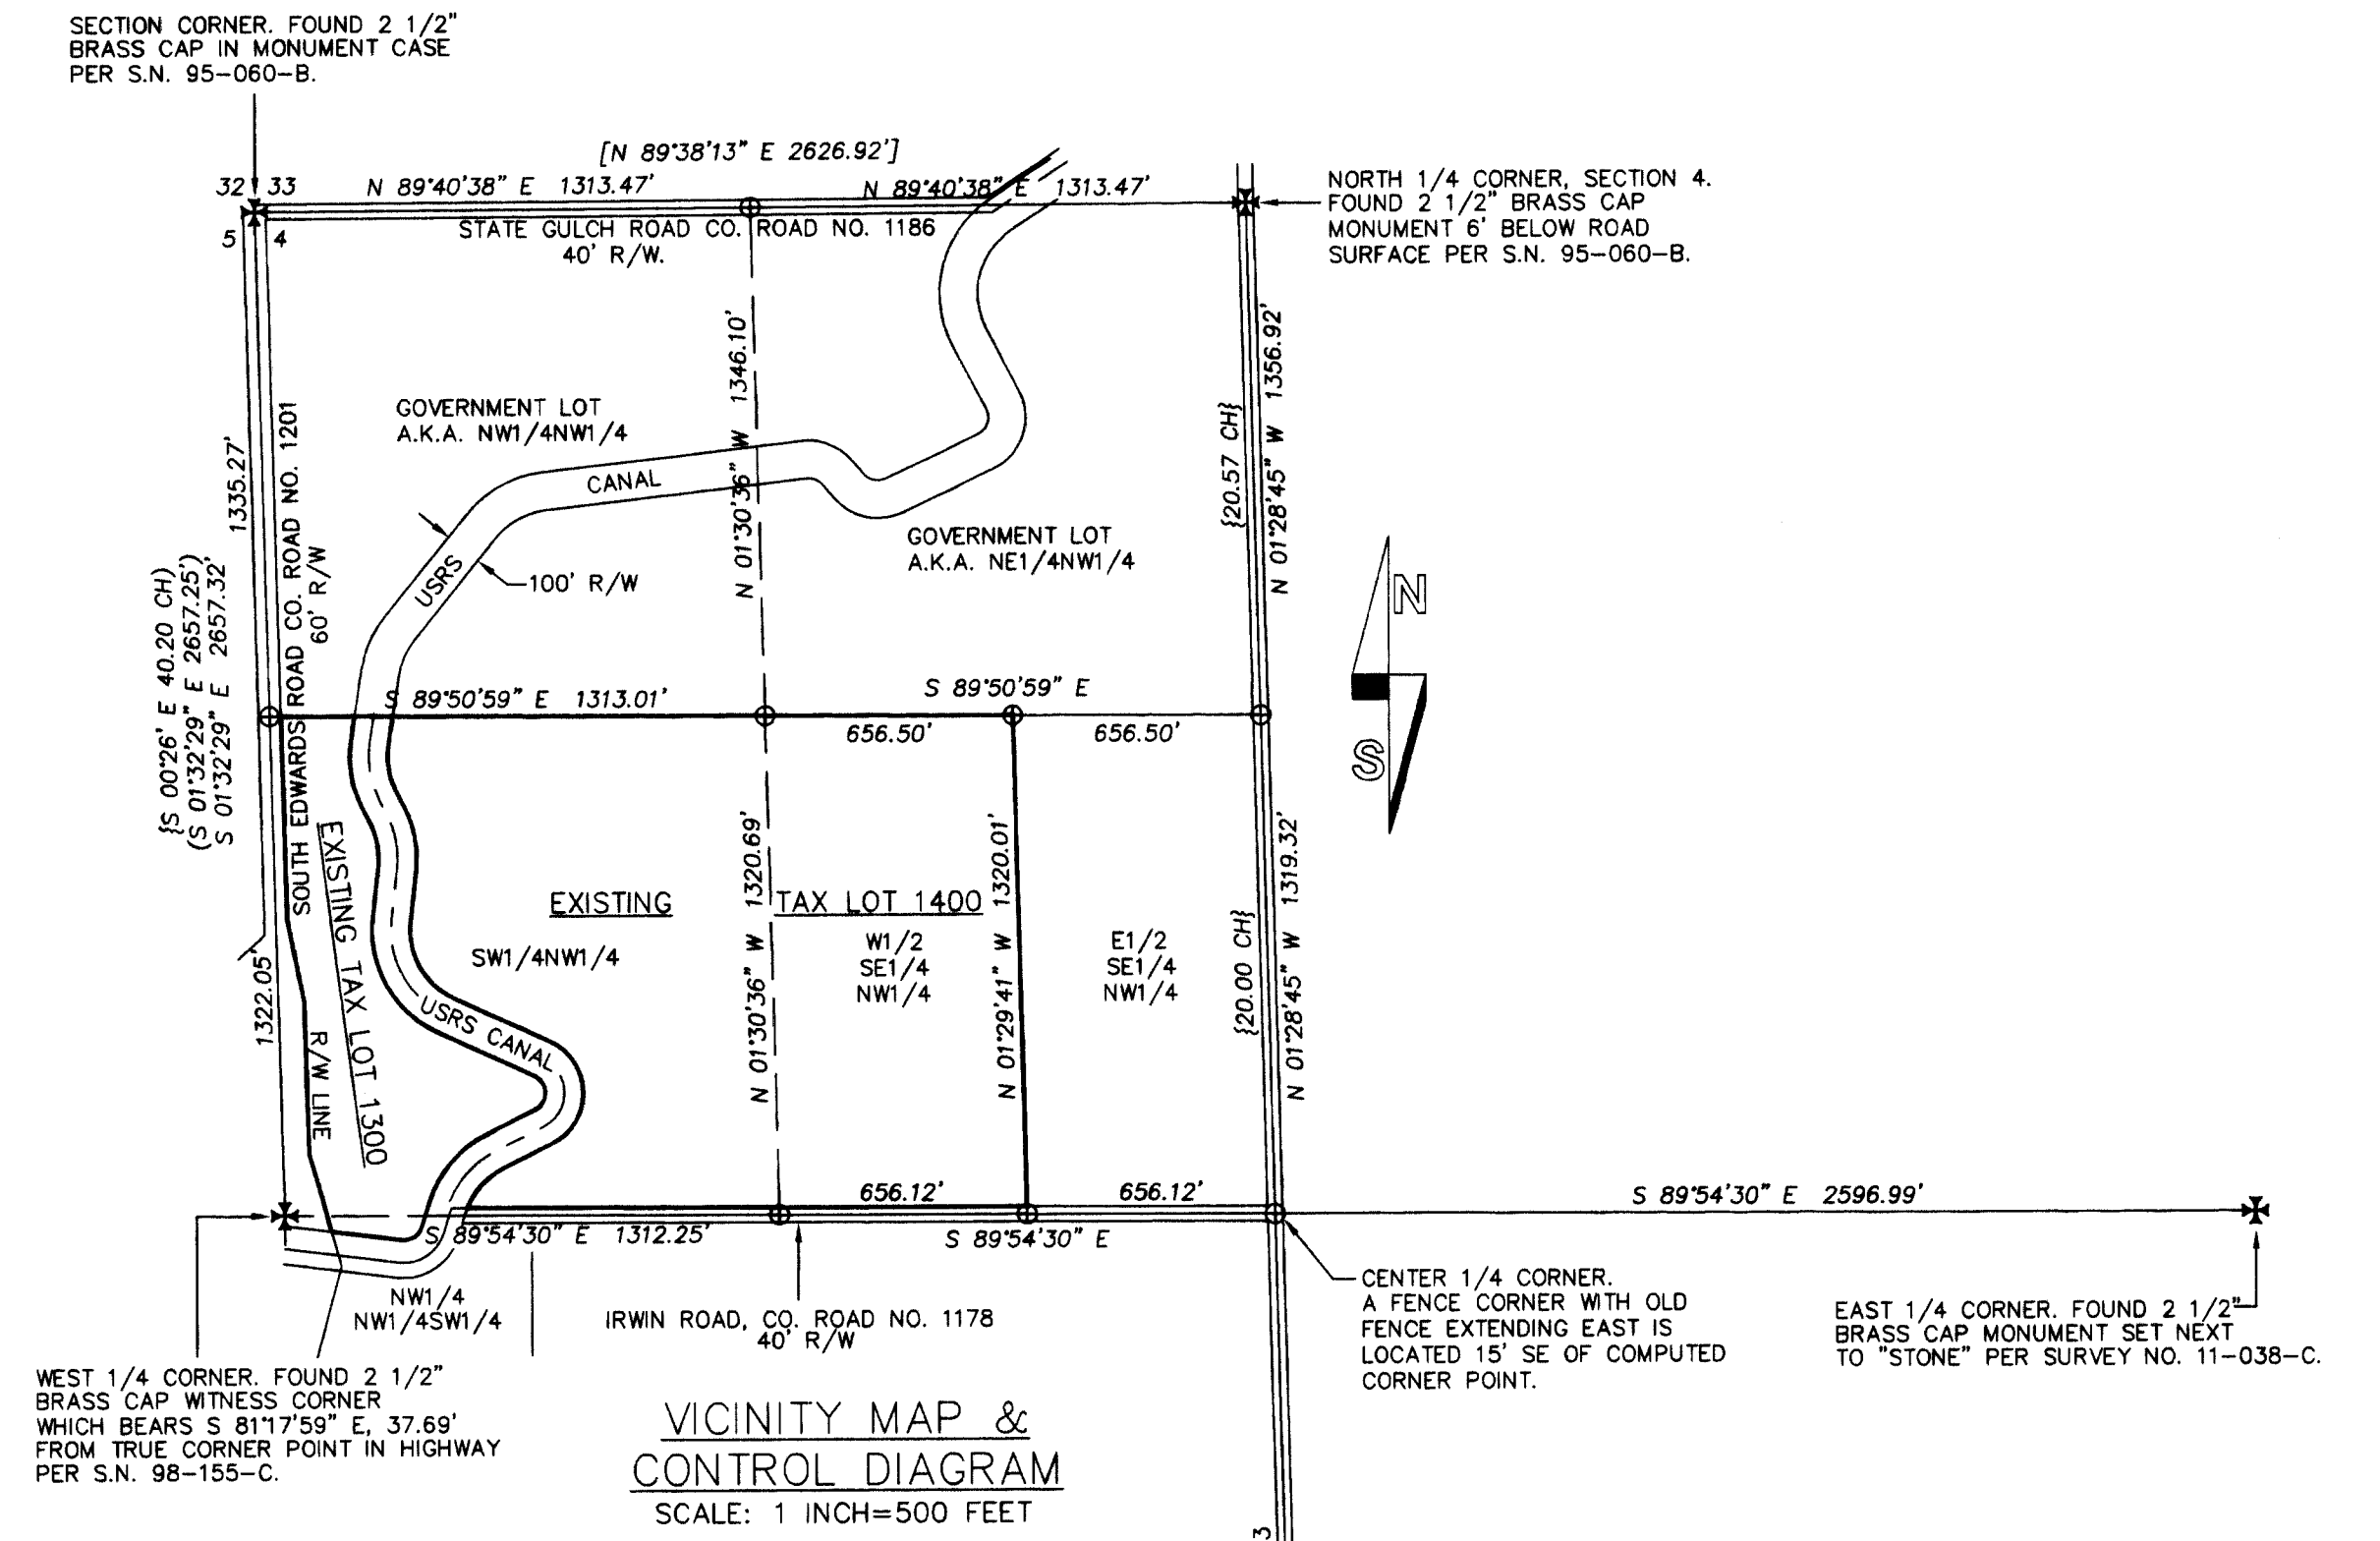 SECTION CORNER. FOUND 2 1/2"
BRASS CAP IN MONUMENT CASE
PER S.N. 95-060-B.
[N 89°38'13" E 2626.92']
32 33
N 89°40'38" E 1313.47'
N 89°40'38" E 1313.47'
5 4
STATE GULCH ROAD CO. ROAD NO. 1186
40' R/W.
NORTH 1/4 CORNER, SECTION 4.
FOUND 2 1/2" BRASS CAP
MONUMENT 6' BELOW ROAD
SURFACE PER S.N. 95-060-B.
GOVERNMENT LOT
A.K.A. NW1/4NW1/4
N 01°30'36" W 1346.10'
{20.57 CH}
N 01°28'45" W 1356.92'
1335.27'
SOUTH EDWARDS ROAD CO. ROAD NO. 1201
60' R/W
USRS CANAL
100' R/W
GOVERNMENT LOT
A.K.A. NE1/4NW1/4
N
S
{S 00°26' E 40.20 CH}
(S 01°32'29" E 2657.25')
S 01°32'29" E 2657.32'
S 89°50'59" E 1313.01'
S 89°50'59" E
656.50'
656.50'
EXISTING TAX LOT 1300
EXISTING TAX LOT 1400
SW1/4NW1/4
N 01°30'36" W 1320.69'
W1/2
SE1/4
NW1/4
N 01°29'41" W 1320.01'
E1/2
SE1/4
NW1/4
{20.00 CH}
N 01°28'45" W 1319.32'
1322.05'
R/W LINE
USRS CANAL
656.12'
656.12'
S 89°54'30" E 2596.99'
S 89°54'30" E 1312.25'
S 89°54'30" E
NW1/4
NW1/4SW1/4
IRWIN ROAD, CO. ROAD NO. 1178
40' R/W
CENTER 1/4 CORNER.
A FENCE CORNER WITH OLD
FENCE EXTENDING EAST IS
LOCATED 15' SE OF COMPUTED
CORNER POINT.
EAST 1/4 CORNER. FOUND 2 1/2"
BRASS CAP MONUMENT SET NEXT
TO "STONE" PER SURVEY NO. 11-038-C.
WEST 1/4 CORNER. FOUND 2 1/2"
BRASS CAP WITNESS CORNER
WHICH BEARS S 81°17'59" E, 37.69'
FROM TRUE CORNER POINT IN HIGHWAY
PER S.N. 98-155-C.
VICINITY MAP &
CONTROL DIAGRAM
SCALE: 1 INCH=500 FEET
3